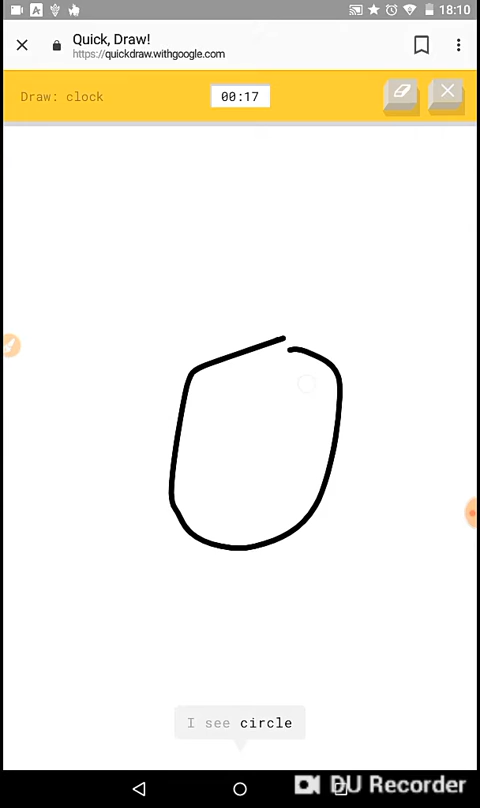 18:10
Quick, Draw!
https://quickdraw.withgoogle.com
Draw: clock
00:17
I see circle
DU Recorder